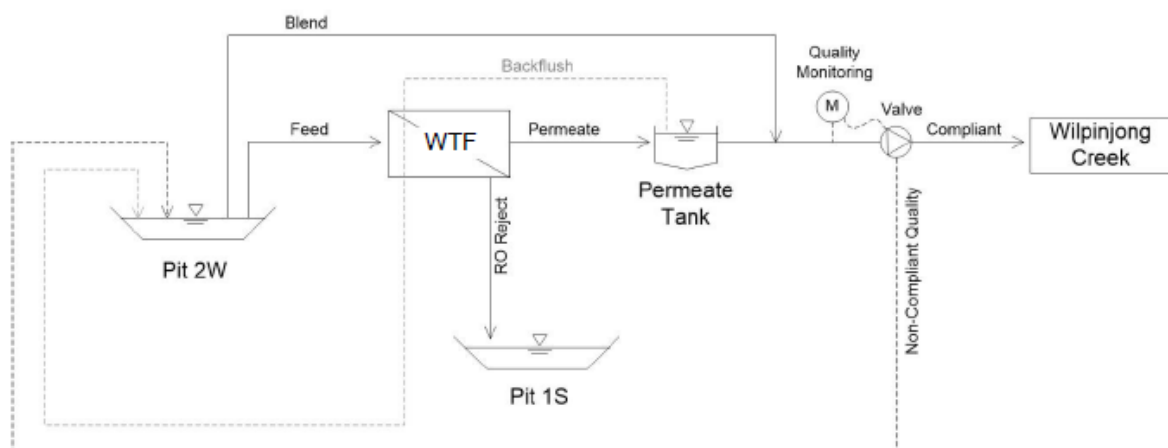 Blend
Quality
Monitoring
Backflush
M
Valve
Feed
WTF
Permeate
Compliant
Wilpinjong
Creek
Permeate
Tank
RO Reject
Non-Compliant Quality
Pit 2W
Pit 1S